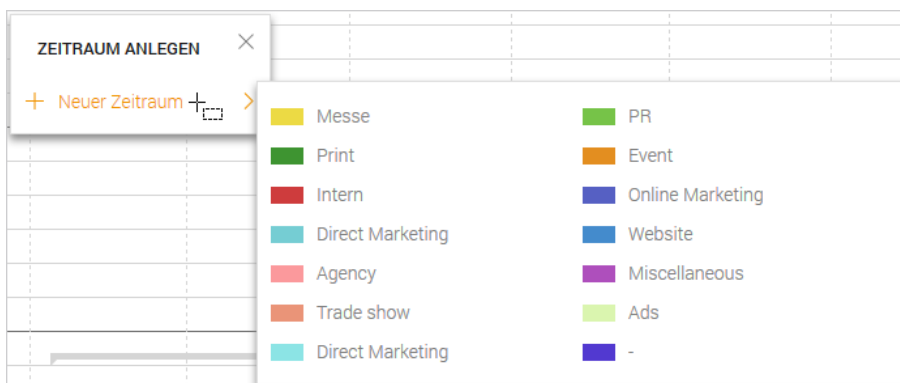 ZEITRAUM ANLEGEN
Neuer Zeitraum
Messe
Print
Intern
Direct Marketing
Agency
Trade show
Direct Marketing
PR
Event
Online Marketing
Website
Miscellaneous
Ads
-